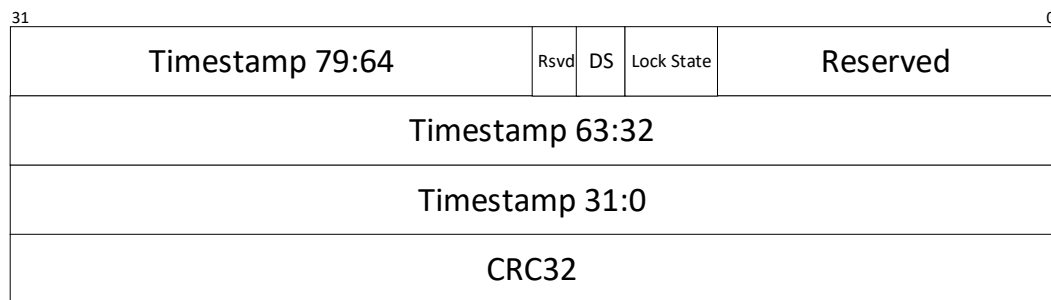 31 0
Timestamp 79:64 Rsvd DS Lock State Reserved
Timestamp 63:32
Timestamp 31:0
CRC32